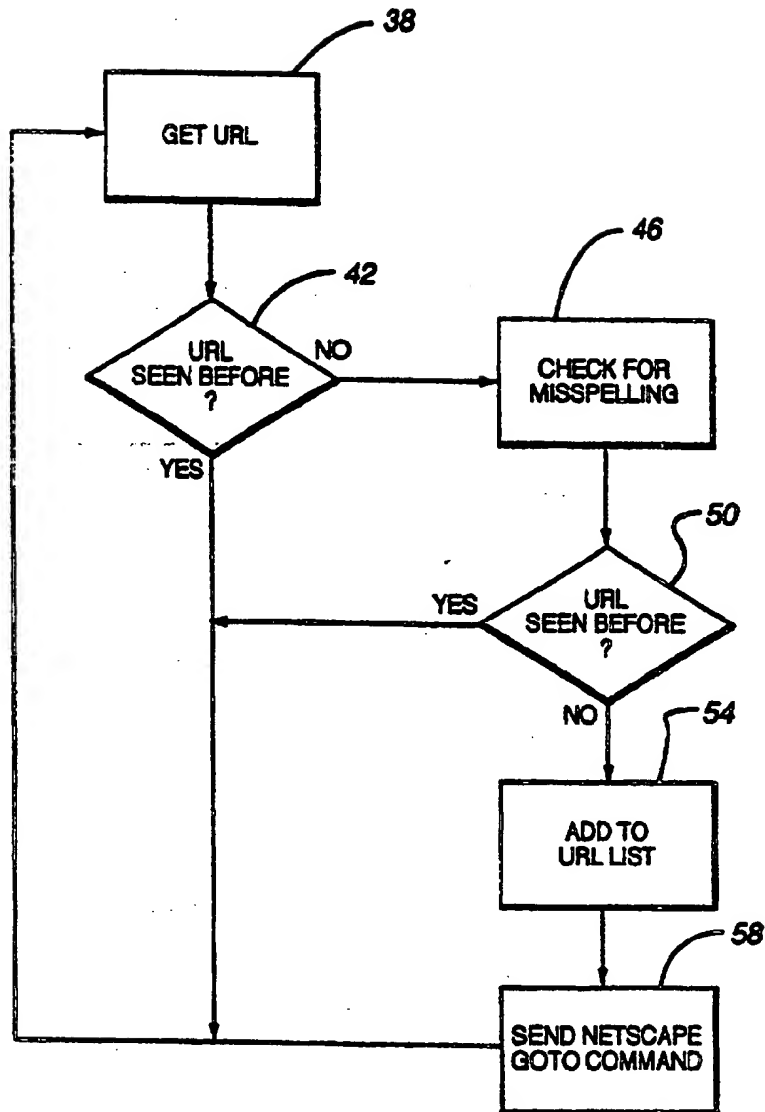 38
GET URL
42
URL
SEEN BEFORE
?
NO
YES
46
CHECK FOR
MISSPELLING
50
URL
SEEN BEFORE
?
YES
NO
54
ADD TO
URL LIST
58
SEND NETSCAPE
GOTO COMMAND